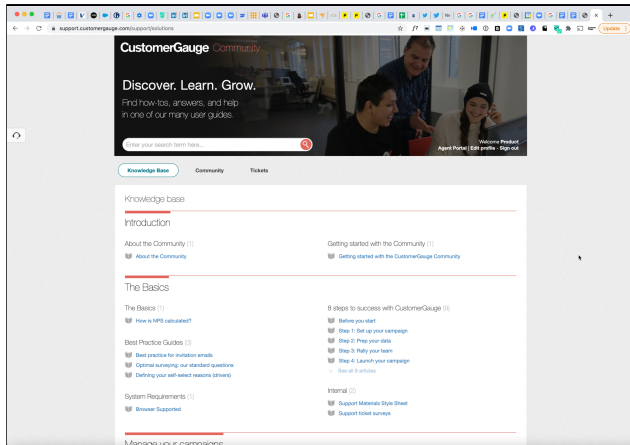 support.customergauge.com/support/solutions
Update
CustomerGauge Community
Discover. Learn. Grow.
Find how-tos, answers, and help
in one of our many user guides.
Enter your search term here...
Welcome Product
Agent Portal | Edit profile - Sign out
Knowledge Base
Community
Tickets
Knowledge base
Introduction
About the Community (1)
About the Community
Getting started with the Community (1)
Getting started with the CustomerGauge Community
The Basics
The Basics (1)
How is NPS calculated?
Best Practice Guides (3)
Best practice for invitation emails
Optimal surveying: our standard questions
Defining your self-select reasons (drivers)
System Requirements (1)
Browser Supported
8 steps to success with CustomerGauge (9)
Before you start
Step 1: Set up your campaign
Step 2: Prep your data
Step 3: Rally your team
Step 4: Launch your campaign
See all 9 articles
Internal (2)
Support Materials Style Sheet
Support ticket surveys
Manage your campaigns